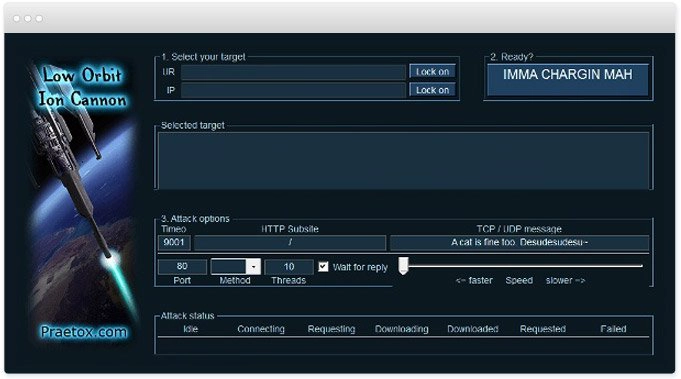 Low Orbit
Ion Cannon
1. Select your target
UR
Lock on
IP
Lock on
2. Ready?
IMMA CHARGIN MAH
Selected target
3. Attack options
Timeo
HTTP Subsite
TCP / UDP message
9001
/
A cat is fine too. Desudesudesu~
80
10
Wait for reply
Port
Method
Threads
<= faster
Speed
slower =>
Attack status
Idle
Connecting
Requesting
Downloading
Downloaded
Requested
Failed
Praetox.com